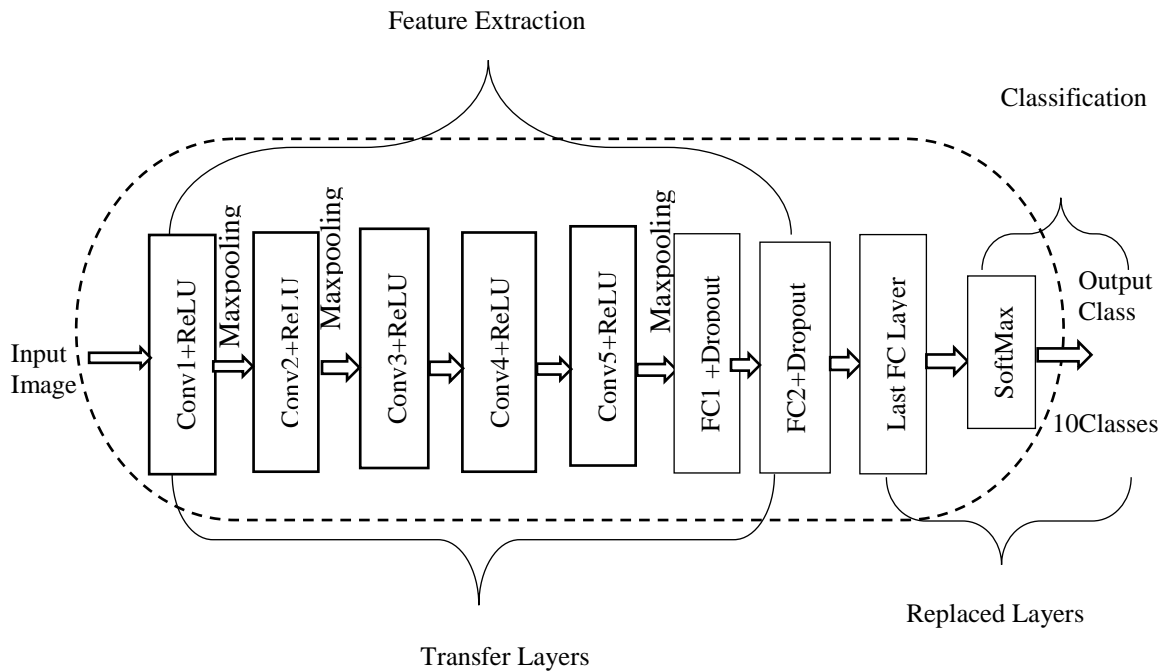 Feature Extraction
Classification
Input
Image
Conv1+ReLU
Maxpooling
Conv2+ReLU
Maxpooling
Conv3+ReLU
Conv4+ReLU
Conv5+ReLU
Maxpooling
FC1 +Dropout
FC2+Dropout
Last FC Layer
SoftMax
Output
Class
10Classes
Transfer Layers
Replaced Layers